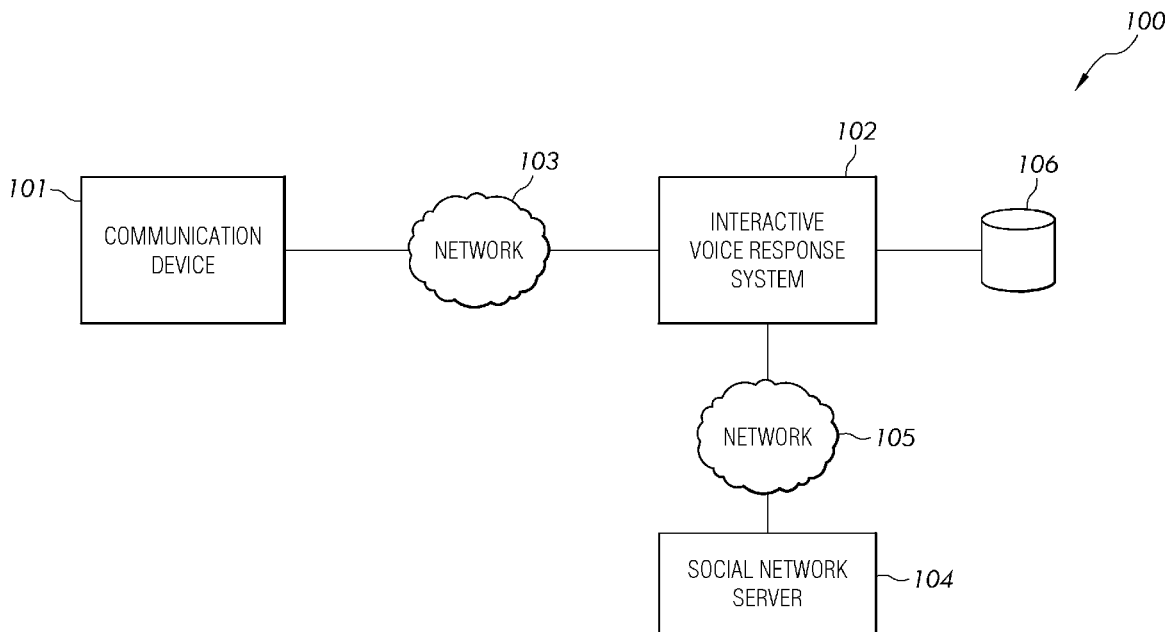 100
102
103
106
101
COMMUNICATION
DEVICE
NETWORK
INTERACTIVE
VOICE RESPONSE
SYSTEM
NETWORK
105
SOCIAL NETWORK
SERVER
104